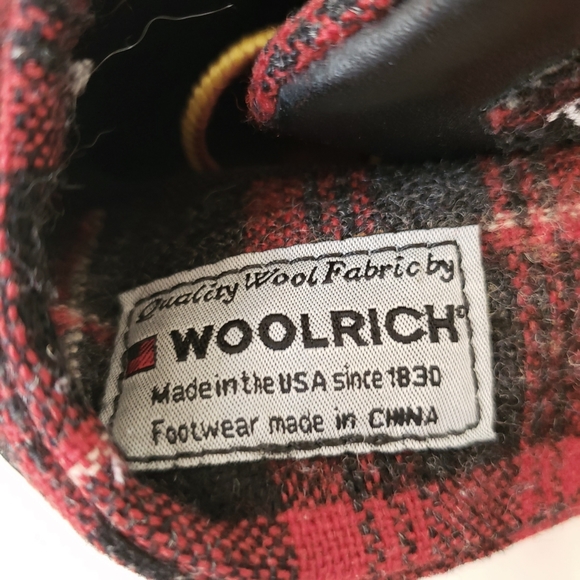 Quality Wool Fabric by
WOOLRICH®
Made in the USA since 1830
Footwear made in CHINA